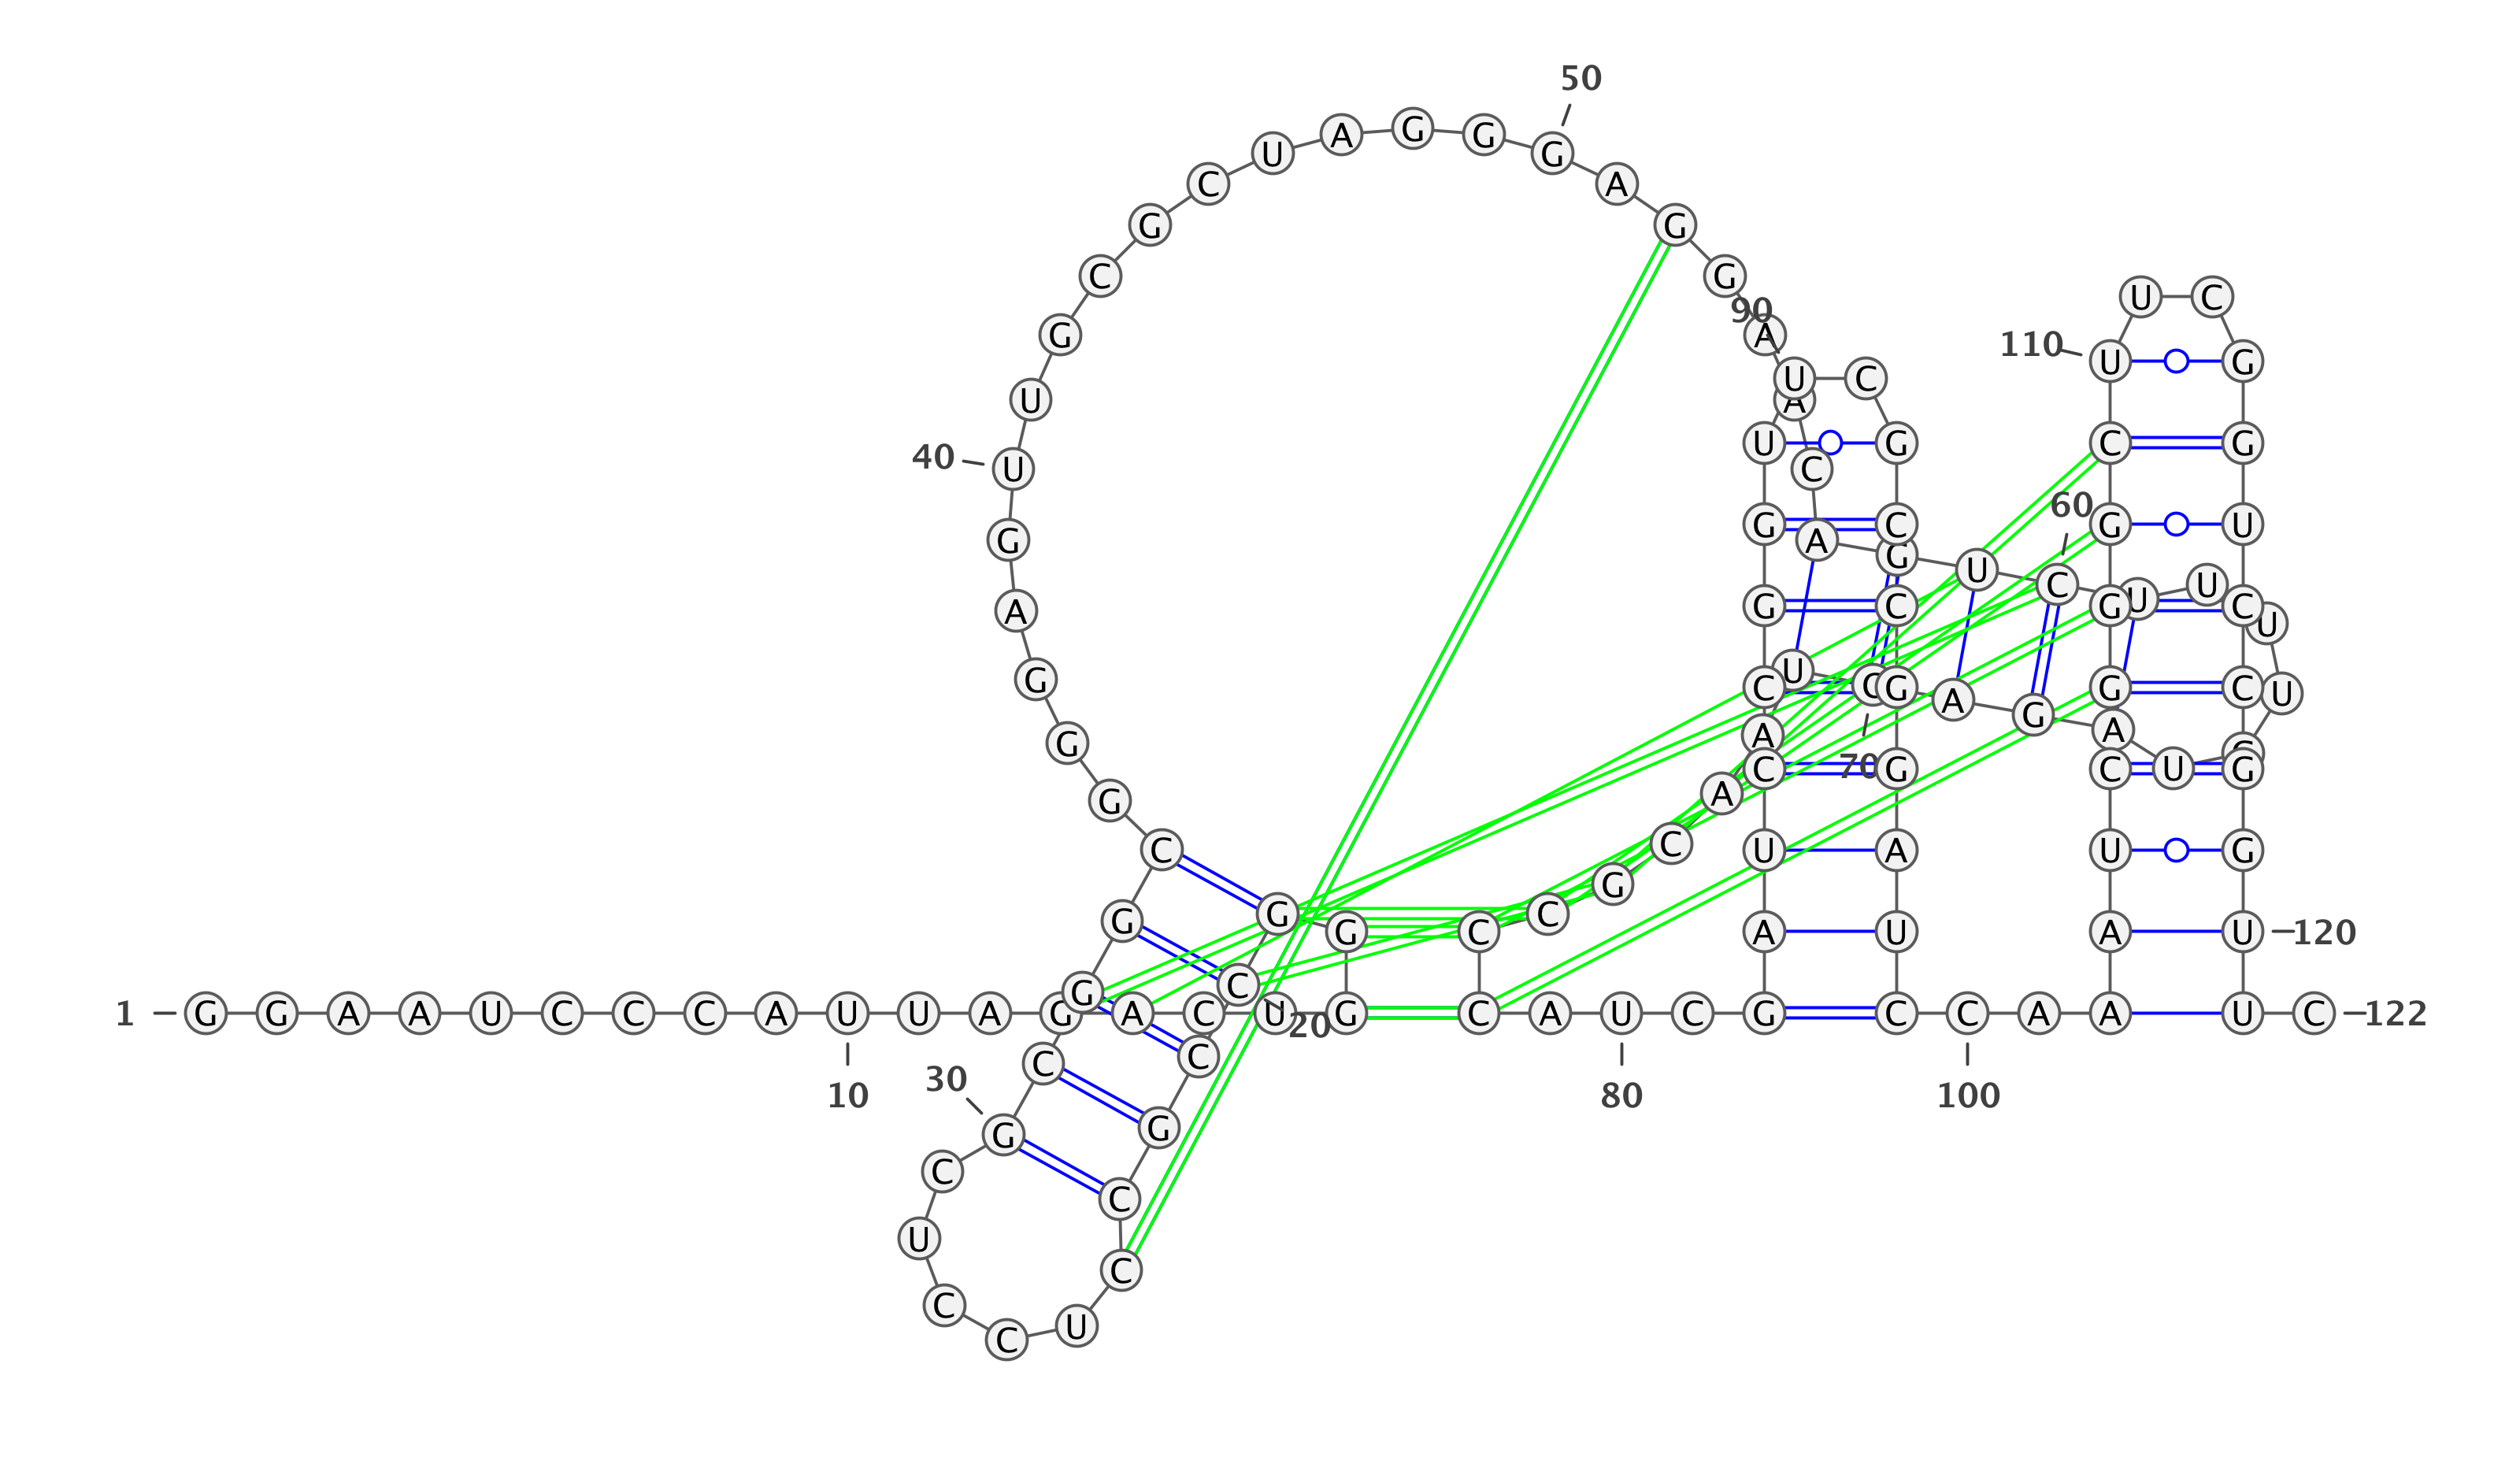 50
A G G
U G
C A
G G
C G
U C
90
G A
110 U G
U C
U A
U G C G
40 U C
60
G C G U
G A G
U C U U
A G C G C U
U C C G G C U
G A G A A
G
70 C G C U G
G A
C C U A U G
G G C
G G C C A U U 120
C
1 G G A A U C C C A U U A G G A C U G C A U C G C C A A U C 122
20
C C
30 10 80 100
G G
C C
U C
C U
C